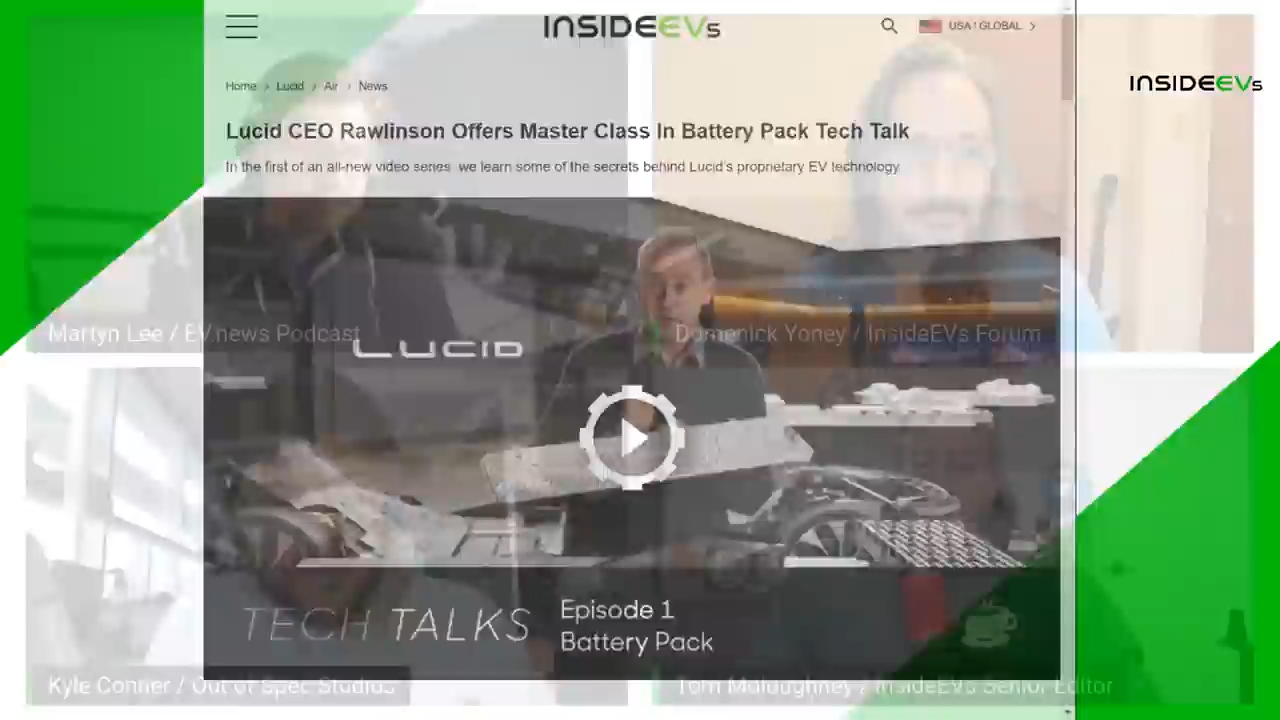 INSIDEEVs
USA / GLOBAL
INSIDEEVs
Home > Lucid > Air > News
Lucid CEO Rawlinson Offers Master Class In Battery Pack Tech Talk
In the first of an all-new video series, we learn some of the secrets behind Lucid's proprietary EV technology
Martyn Lee / EV news Podcast
Domenick Yoney / InsideEVs Forum
LUCID
TECH TALKS
Episode 1
Battery Pack
Kyle Conner / Out of Spec Studios
Tom Moloughney / InsideEVs Senior Editor